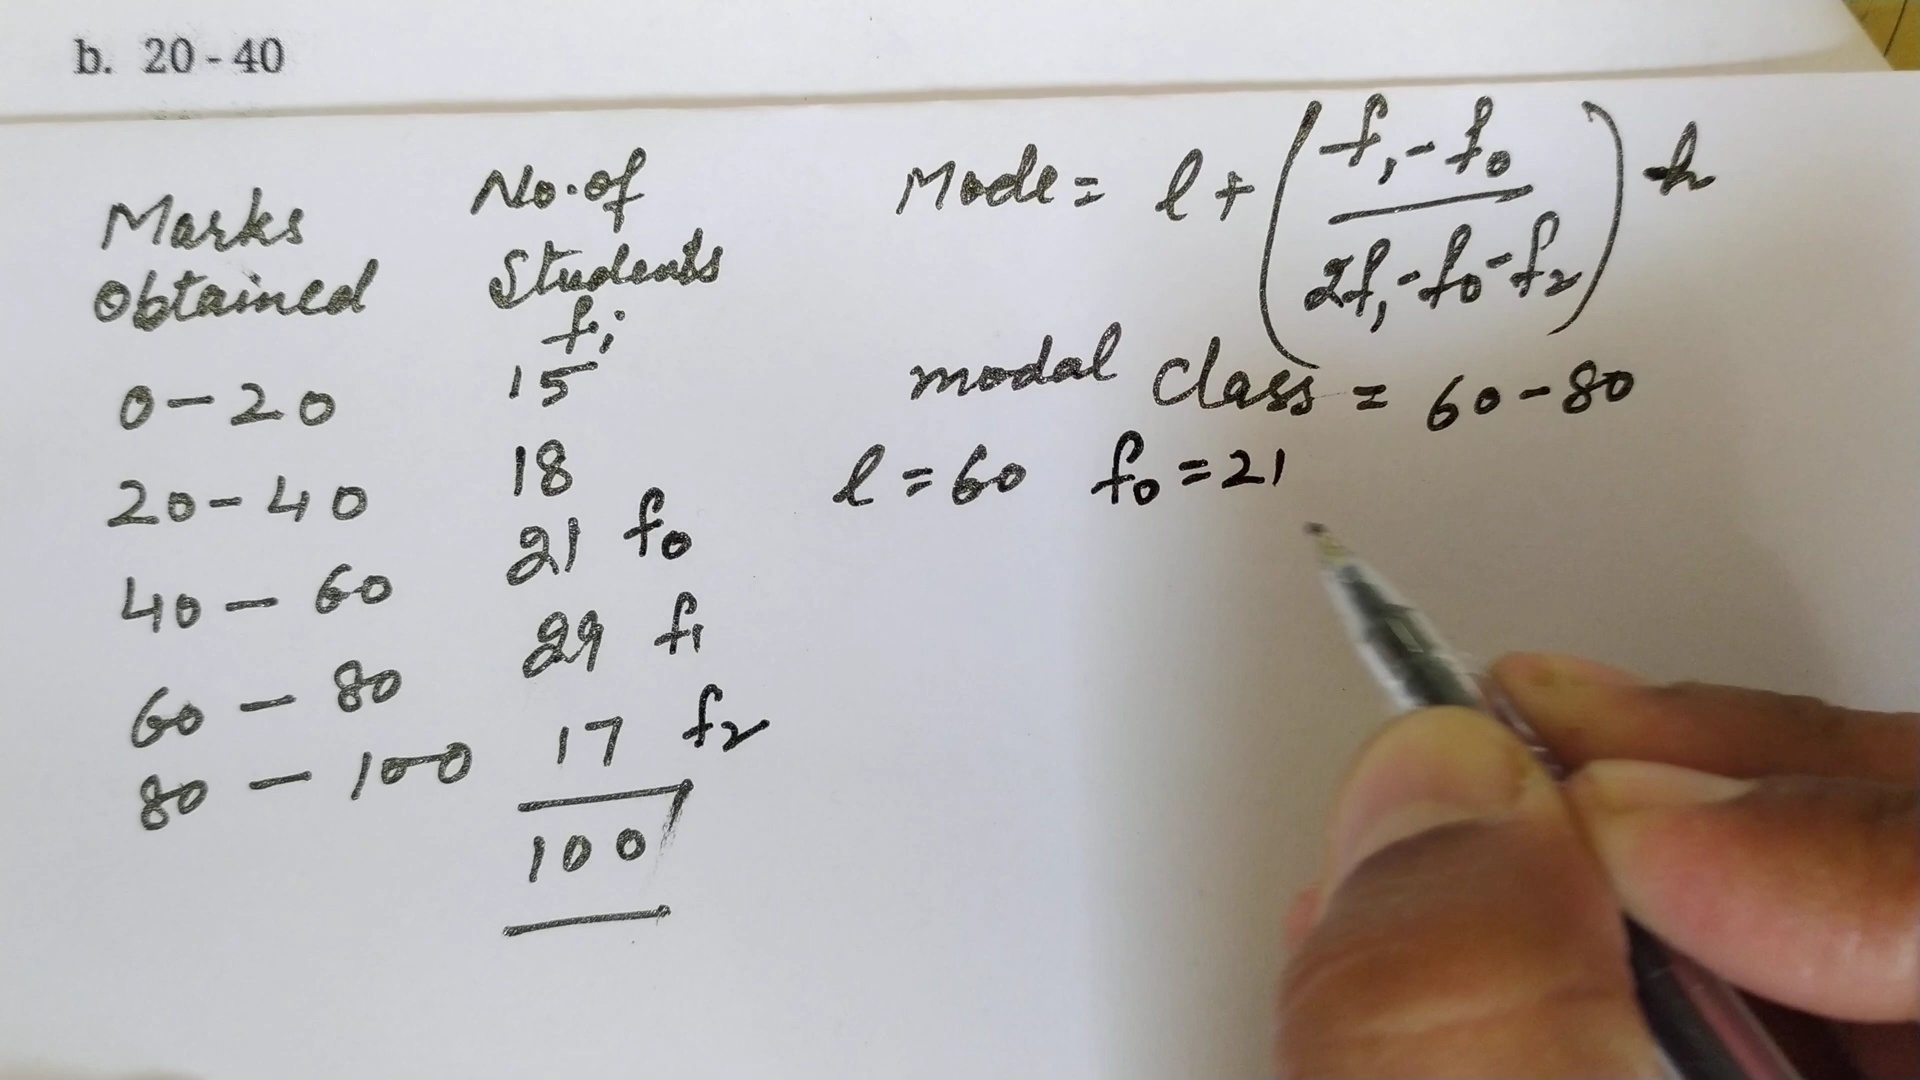 b. 20 - 40
Marks No. of
Obtained Students
fi
0 - 20 15
20 - 40 18
40 - 60 21 f0
60 - 80 29 f1
80 - 100 17 f2
100
Mode = l + ( f1 - f0 / 2f1 - f0 - f2 ) h
modal Class = 60 - 80
l = 60 f0 = 21